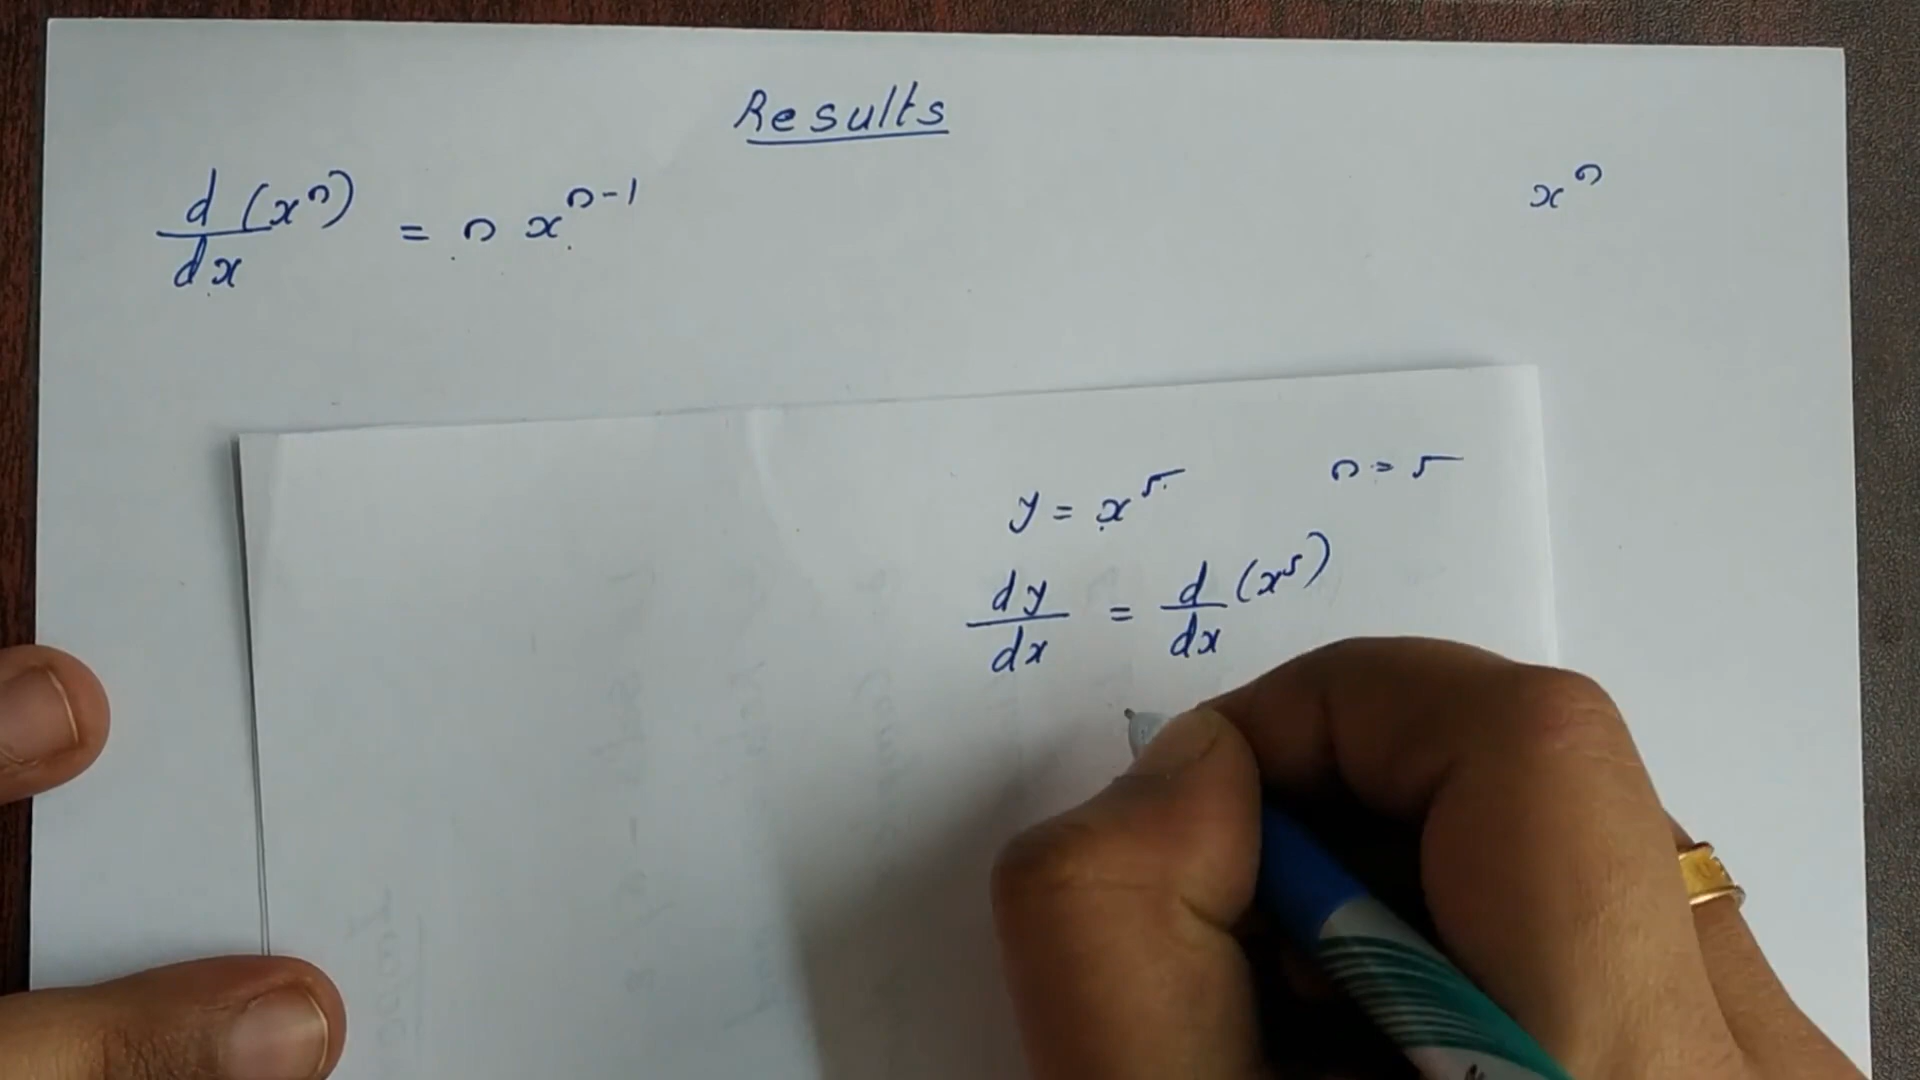 Results
d/dx (xⁿ) = n xⁿ⁻¹
xⁿ
y = x⁵
n = 5
dy/dx = d/dx (x⁵)